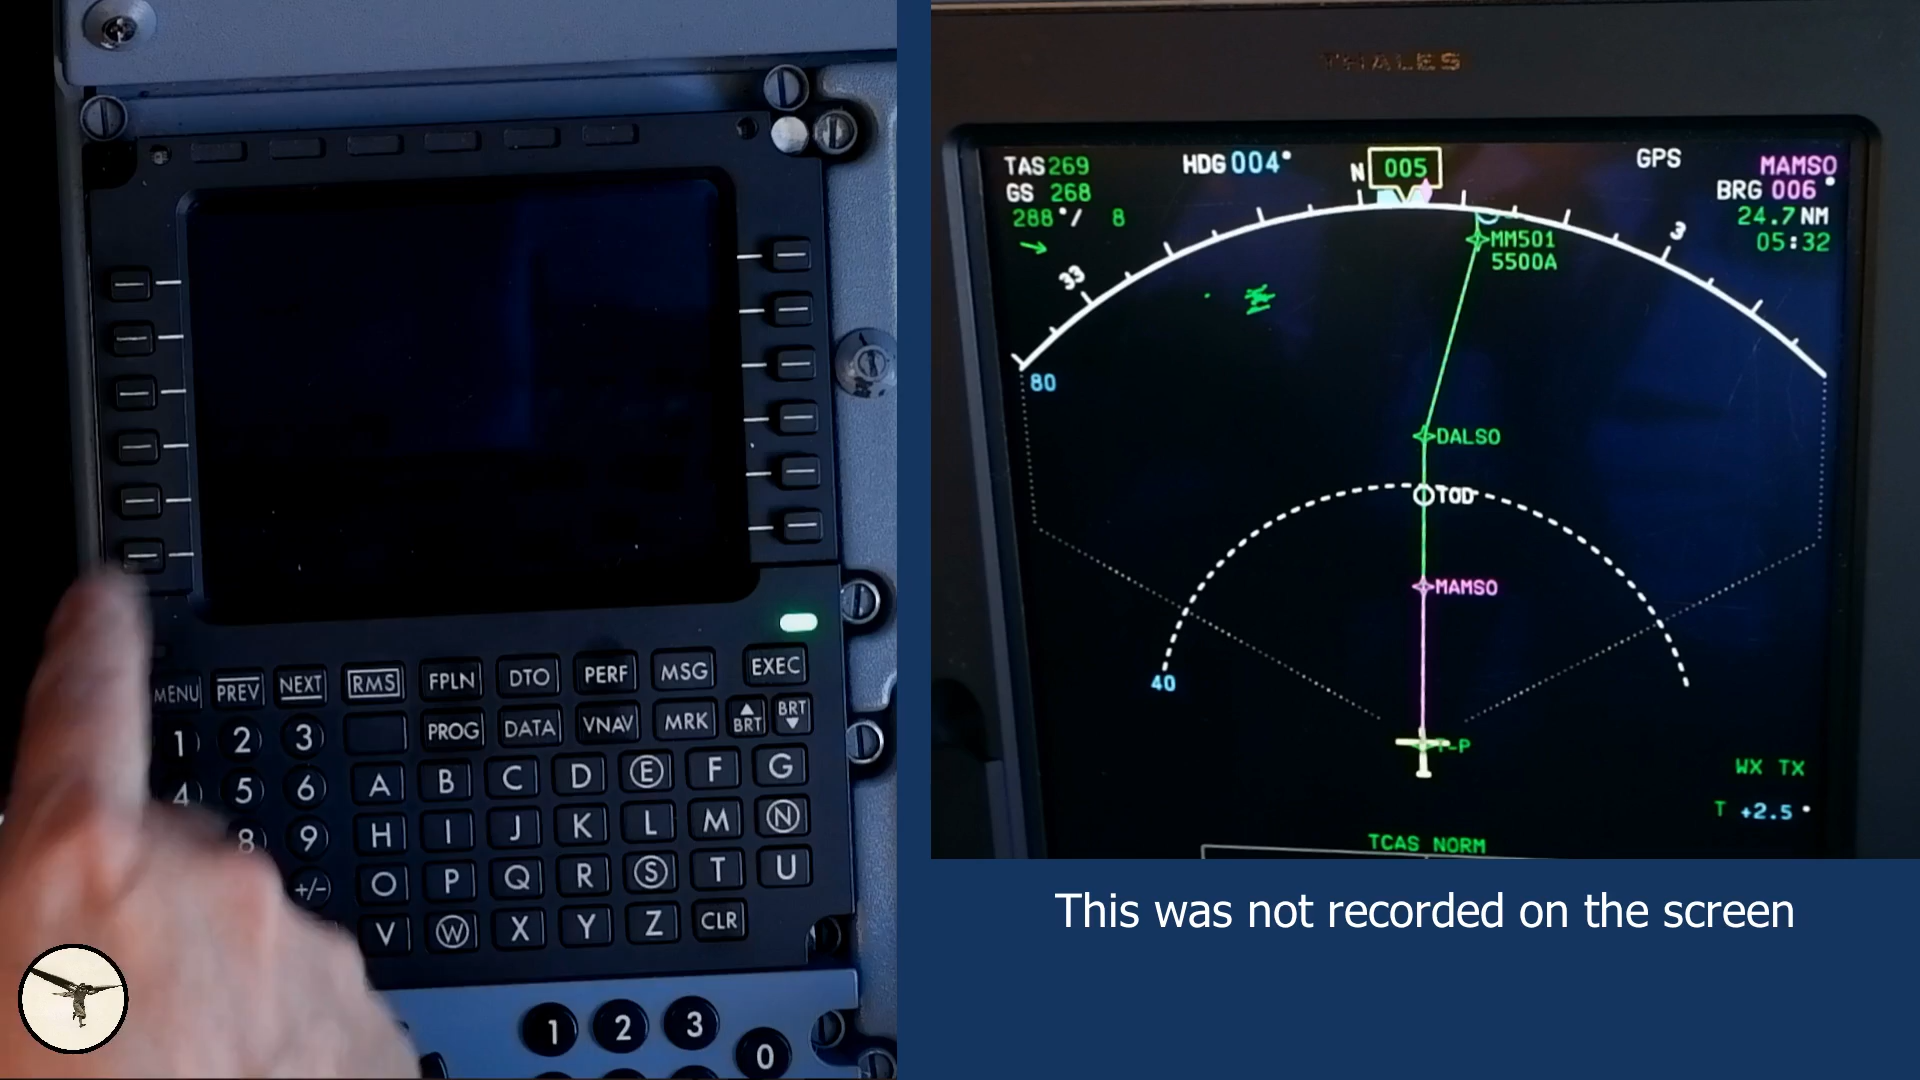 MENU PREV NEXT RMS FPLN DTO PERF MSG EXEC
1 2 3 PROG DATA VNAV MRK BRT BRT
4 5 6 A B C D E F G
8 9 H I J K L M N
+/- O P Q R S T U
V W X Y Z CLR
1 2 3
0
THALES
TAS 269 HDG 004° N 005 GPS MAMSO
GS 268 BRG 006°
288°/ 8 24.7 NM
05:32
MM501
5500A
33 3
80
DALSO
TOD
MAMSO
40
T-P
WX TX
T +2.5°
TCAS NORM
This was not recorded on the screen